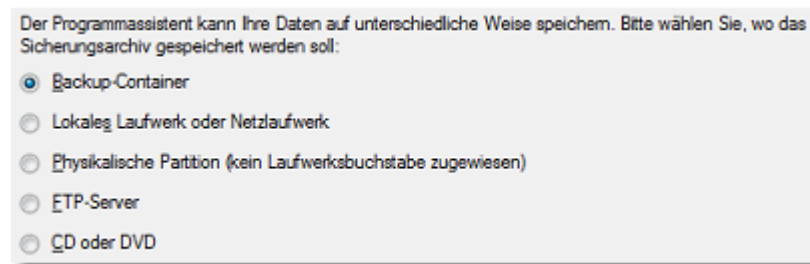 Der Programmassistent kann Ihre Daten auf unterschiedliche Weise speichern. Bitte wählen Sie, wo das
Sicherungsarchiv gespeichert werden soll:
Backup-Container
Lokales Laufwerk oder Netzlaufwerk
Physikalische Partition (kein Laufwerksbuchstabe zugewiesen)
FTP-Server
CD oder DVD